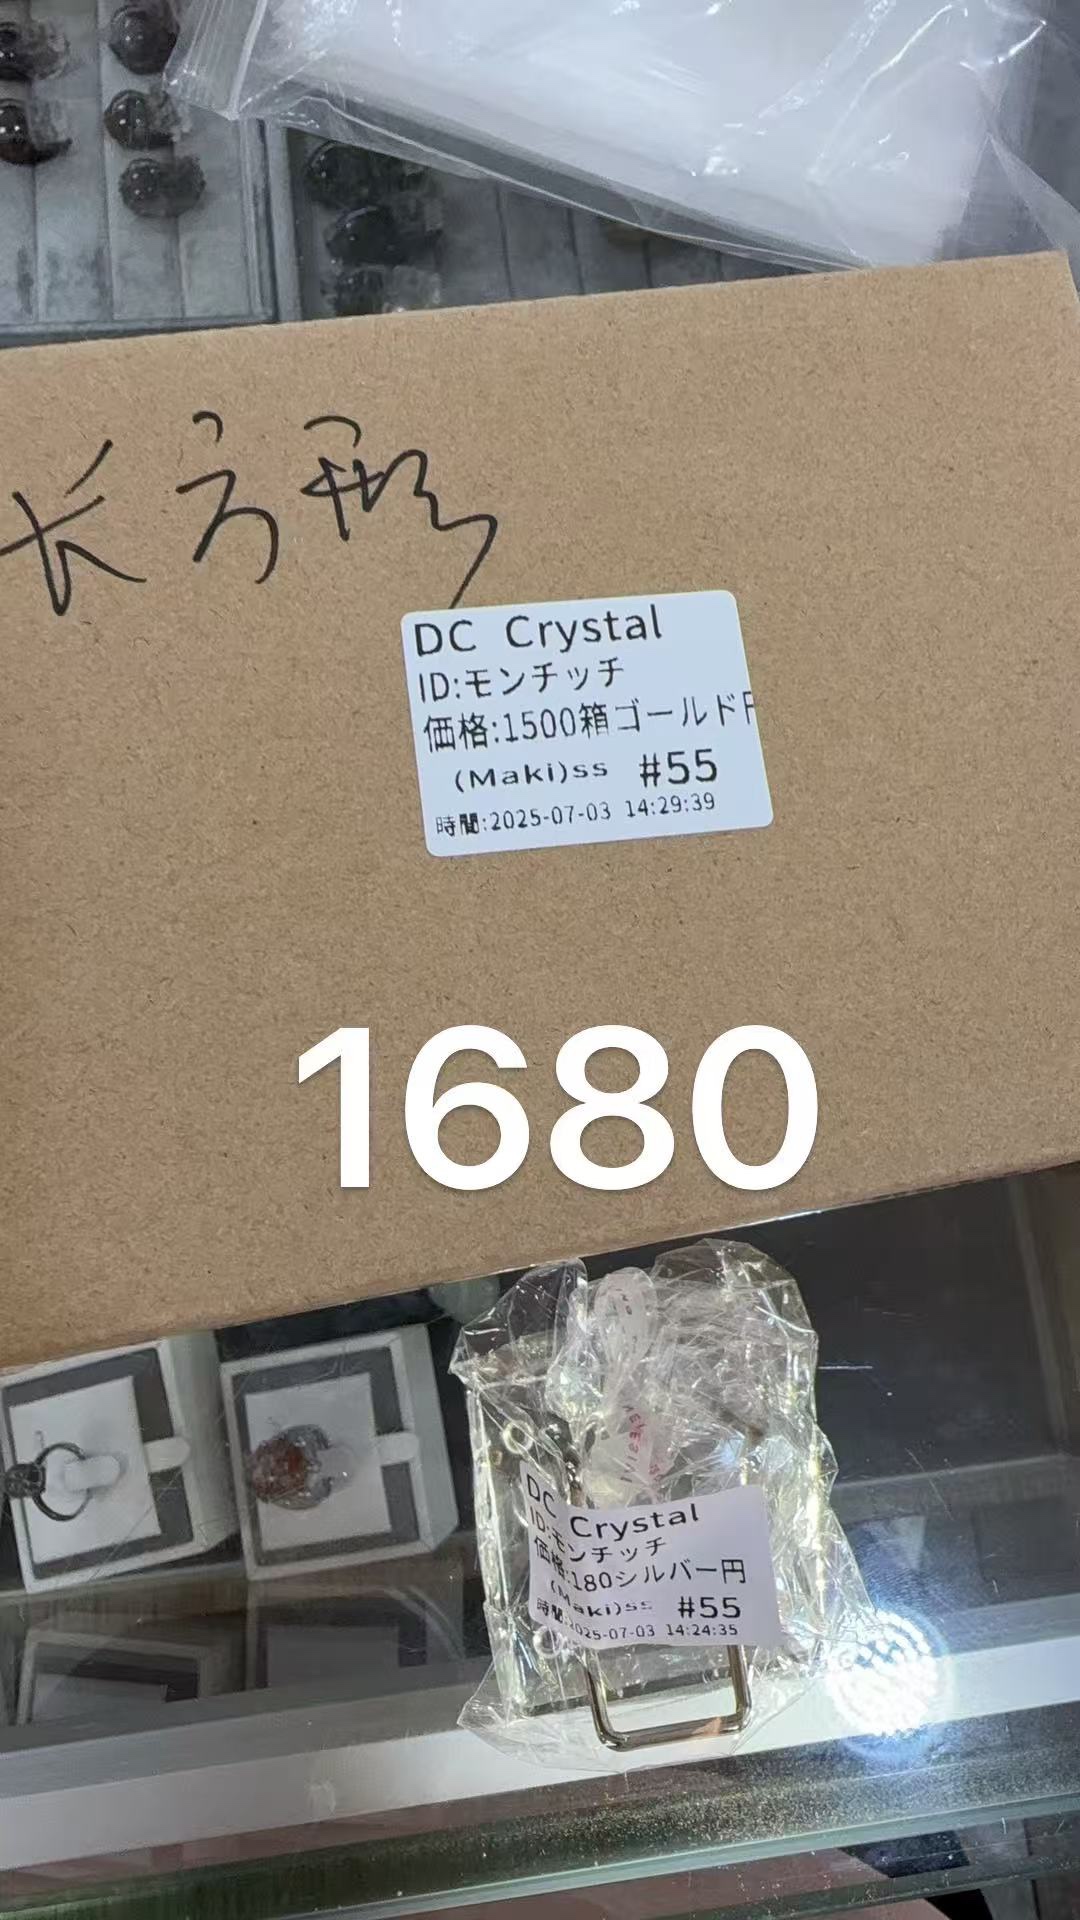 长方形
DC Crystal
ID:モンチッチ
価格:1500箱ゴールド
(Maki)ss #55
時間:2025-07-03 14:29:39
1680
DC Crystal
ID:モンチッチ
価格:180シルバー円
(Maki)ss #55
時間:2025-07-03 14:24:35